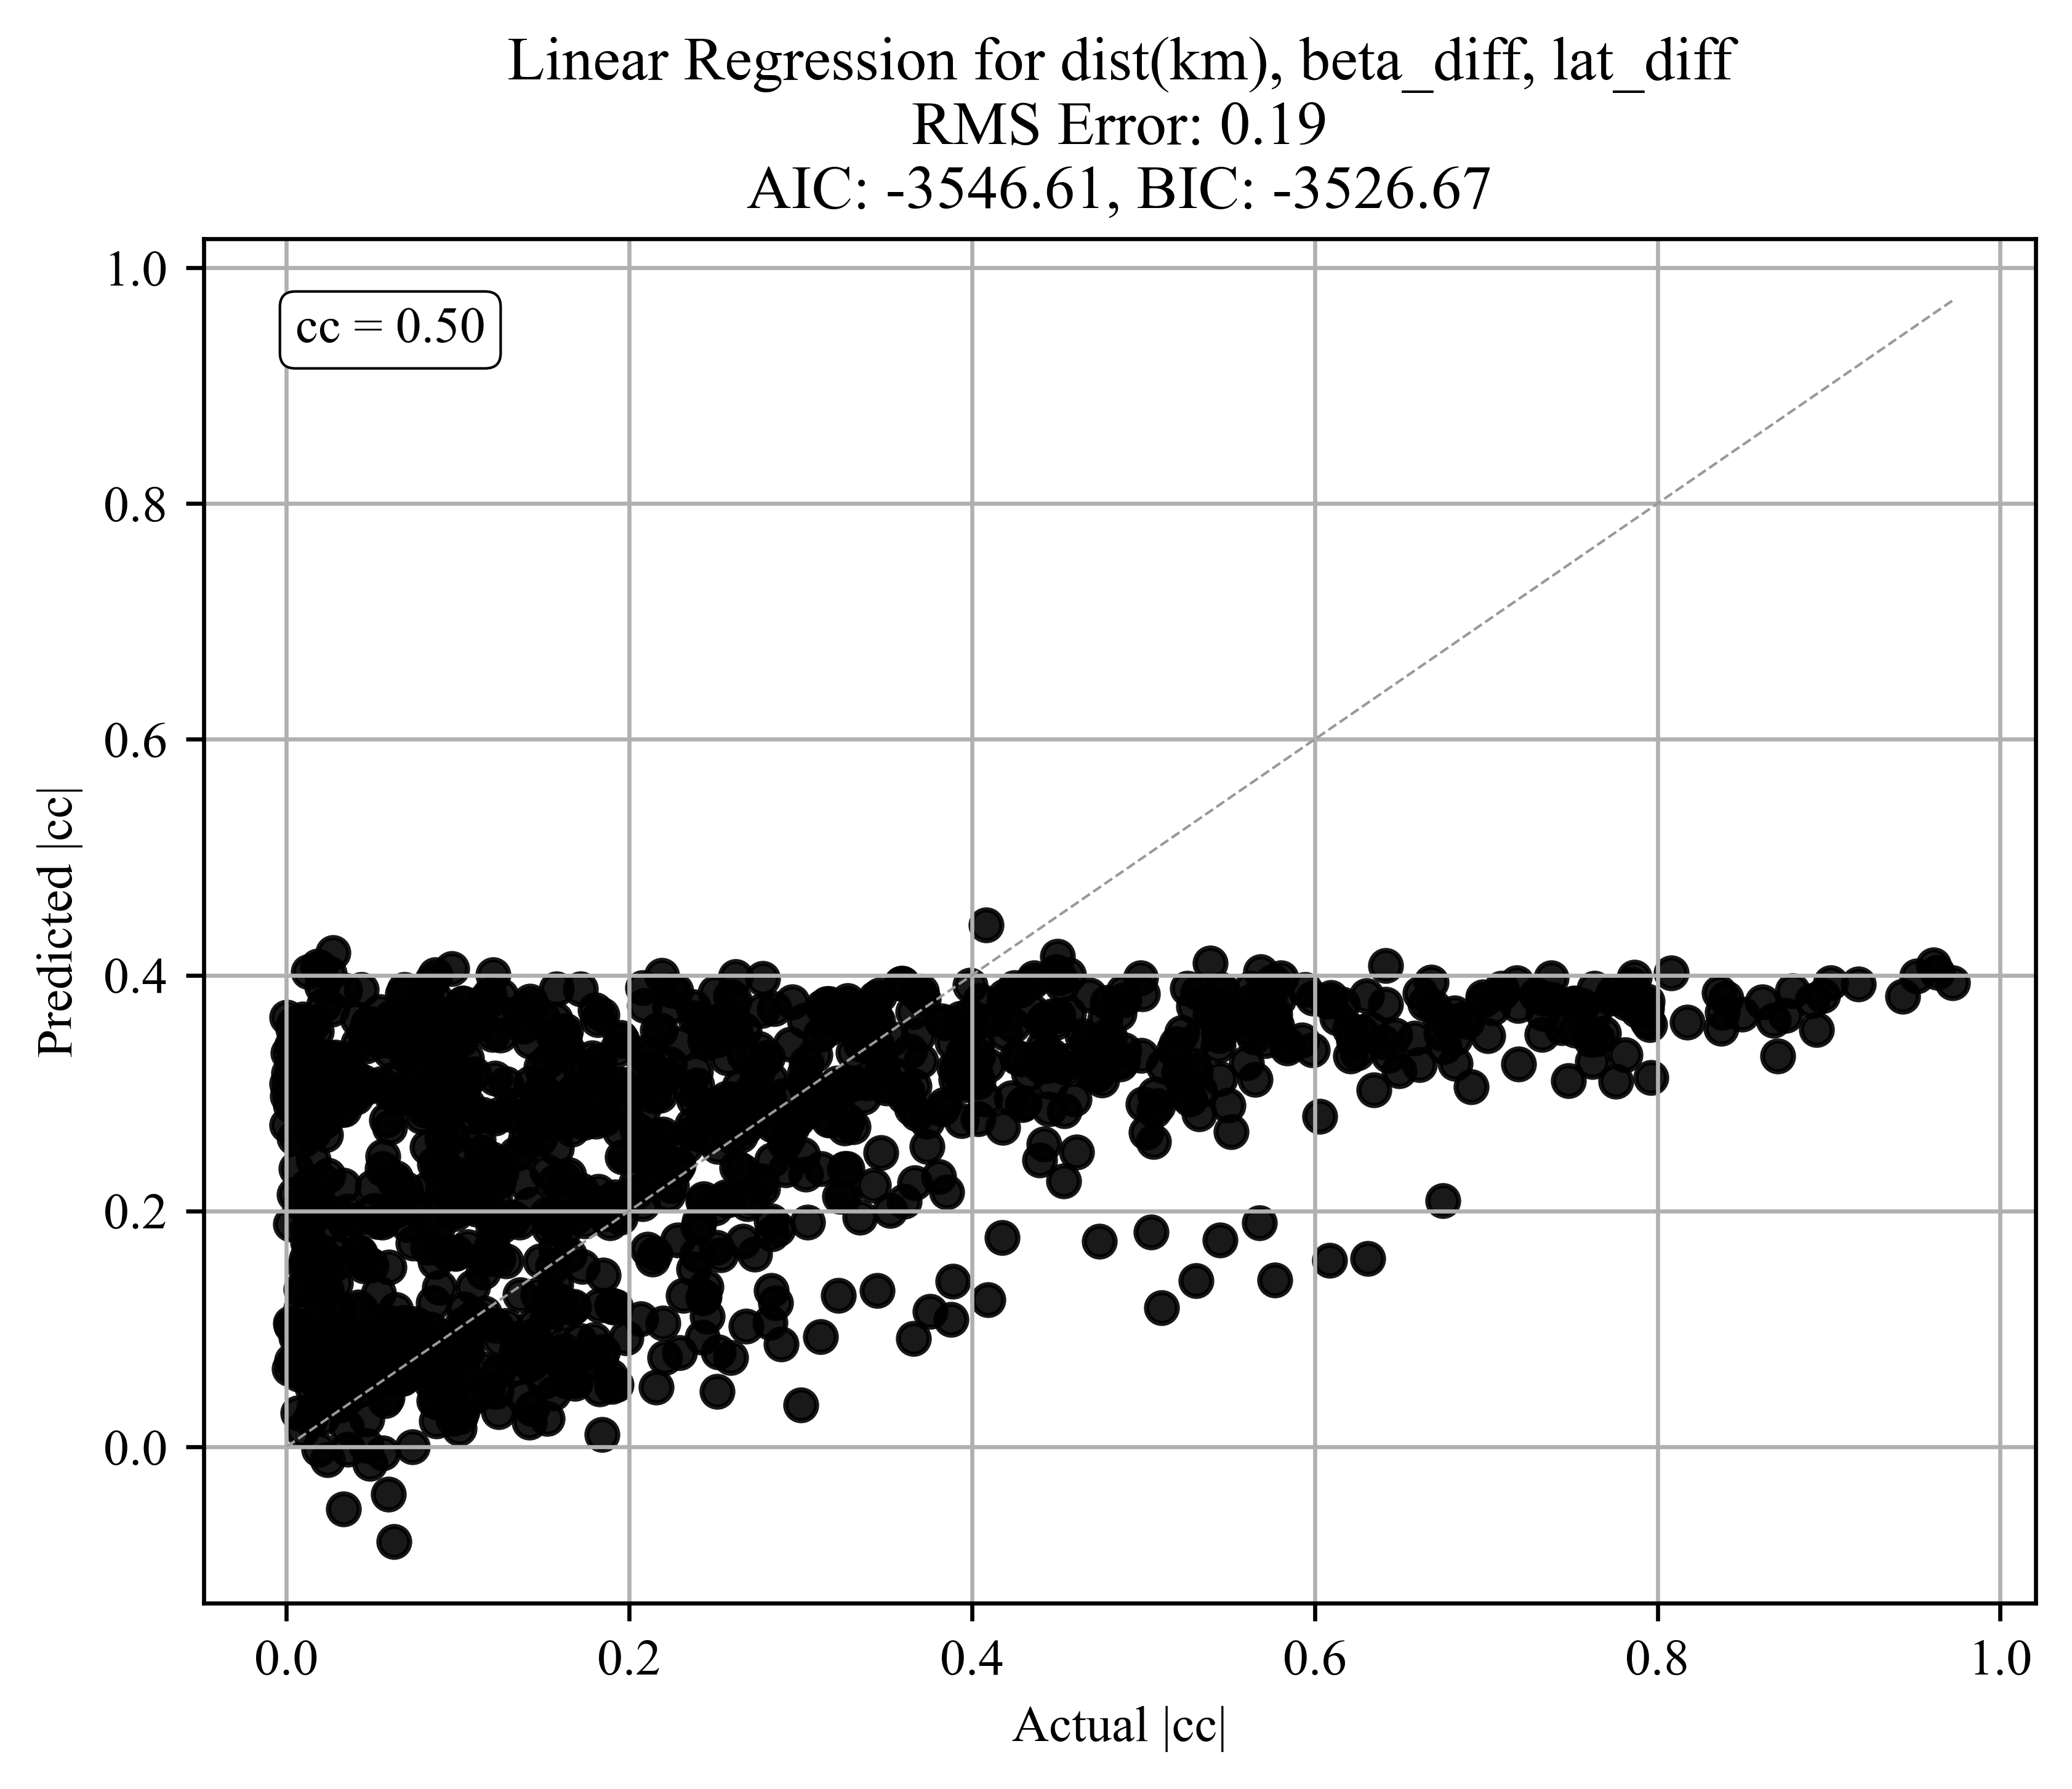 Linear Regression for dist(km), beta_diff, lat_diff
RMS Error: 0.19
AIC: -3546.61, BIC: -3526.67
cc = 0.50
1.0
0.8
0.6
0.4
0.2
0.0
Predicted |cc|
0.0 0.2 0.4 0.6 0.8 1.0
Actual |cc|